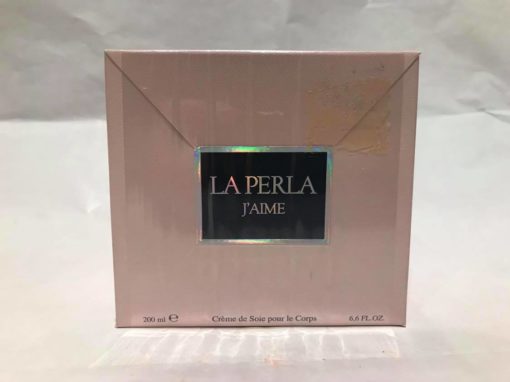 LA PERLA
J'AIME
200 ml ℮ Crème de Soie pour le Corps 6,6 FL.OZ.